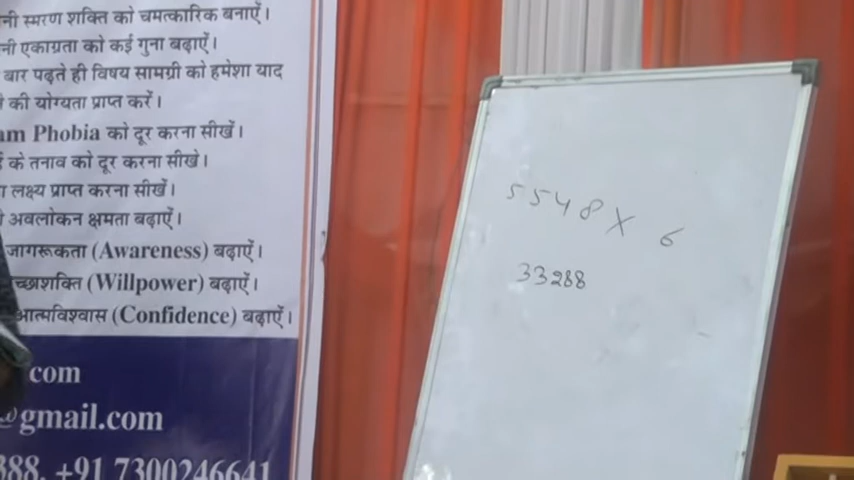 नी स्मरण शक्ति को चमत्कारिक बनाऐं।
नी एकाग्रता को कई गुना बढ़ाऐं।
बार पढ़ते ही विषय सामग्री को हमेशा याद
की योग्यता प्राप्त करें।
am Phobia को दूर करना सीखें।
के तनाव को दूर करना सीखे।
लक्ष्य प्राप्त करना सीखें।
अवलोकन क्षमता बढ़ाऐं।
जागरूकता (Awareness) बढ़ाऐं।
च्छाशक्ति (Willpower) बढ़ाऐं।
आत्मविश्वास (Confidence) बढ़ाऐं।
com
@gmail.com
388, +91 7300246641
5548 X 6
33288